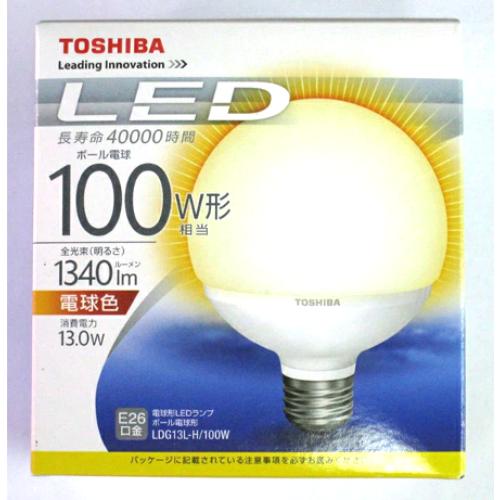 TOSHIBA
Leading Innovation >>>
LED
長寿命40000時間
ボール電球
100W形
相当
全光束(明るさ)
1340lm
ルーメン
電球色
消費電力
13.0W
TOSHIBA
E26
口金
電球形LEDランプ
ボール電球形
LDG13L-H/100W
パッケージに記載されている注意事項を必ずお読みください。